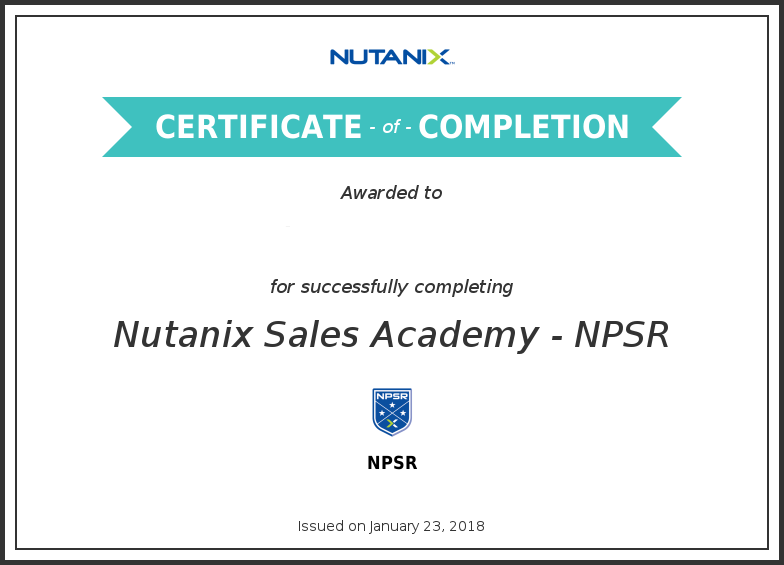 NUTANIX™
CERTIFICATE - of - COMPLETION
Awarded to
for successfully completing
Nutanix Sales Academy - NPSR
NPSR
NPSR
Issued on January 23, 2018